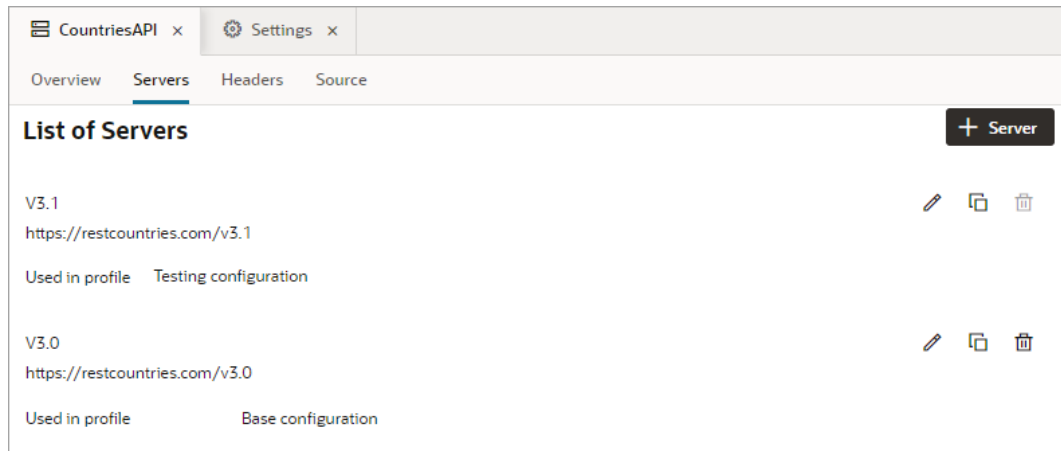 CountriesAPI × Settings ×
Overview Servers Headers Source
List of Servers + Server
V3.1
https://restcountries.com/v3.1
Used in profile Testing configuration
V3.0
https://restcountries.com/v3.0
Used in profile Base configuration